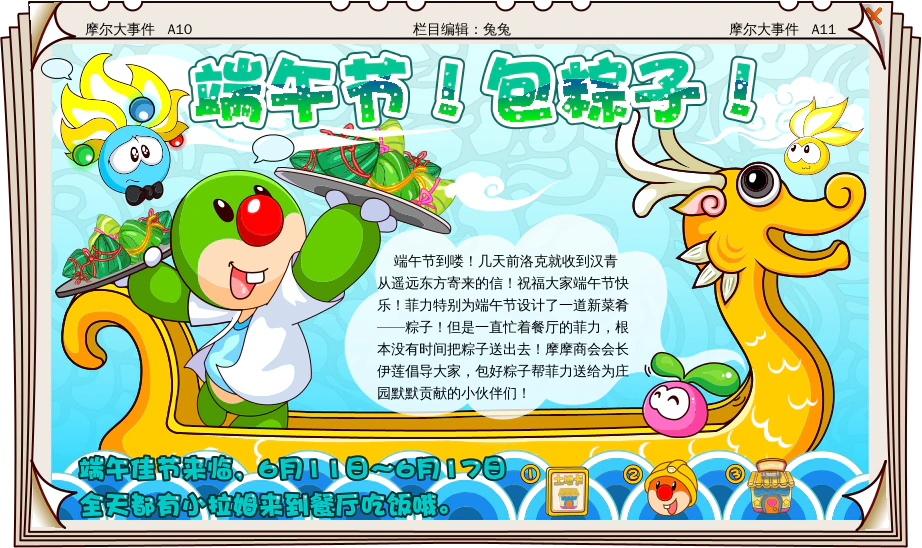 摩尔大事件 A10
栏目编辑：兔兔
摩尔大事件 A11
端午节！包粽子！
端午节到喽！几天前洛克就收到汉青
从遥远东方寄来的信！祝福大家端午节快
乐！菲力特别为端午节设计了一道新菜肴
——粽子！但是一直忙着餐厅的菲力，根
本没有时间把粽子送出去！摩摩商会会长
伊莲倡导大家，包好粽子帮菲力送给为庄
园默默贡献的小伙伴们！
端午佳节来临，6月11日～6月17日
全天都有小拉姆来到餐厅吃饭哦。
① ② ③
土地卡